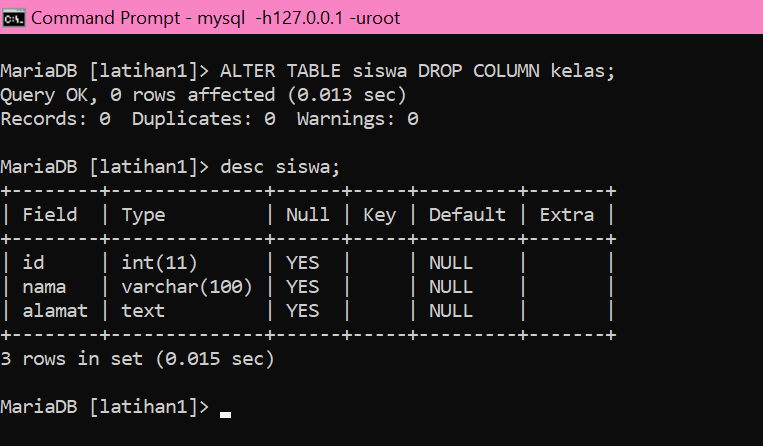 Command Prompt - mysql  -h127.0.0.1 -uroot
MariaDB [latihan1]> ALTER TABLE siswa DROP COLUMN kelas;
Query OK, 0 rows affected (0.013 sec)
Records: 0  Duplicates: 0  Warnings: 0
MariaDB [latihan1]> desc siswa;
+--------+--------------+------+-----+---------+-------+
| Field  | Type         | Null | Key | Default | Extra |
+--------+--------------+------+-----+---------+-------+
| id     | int(11)      | YES  |     | NULL    |       |
| nama   | varchar(100) | YES  |     | NULL    |       |
| alamat | text         | YES  |     | NULL    |       |
+--------+--------------+------+-----+---------+-------+
3 rows in set (0.015 sec)
MariaDB [latihan1]>